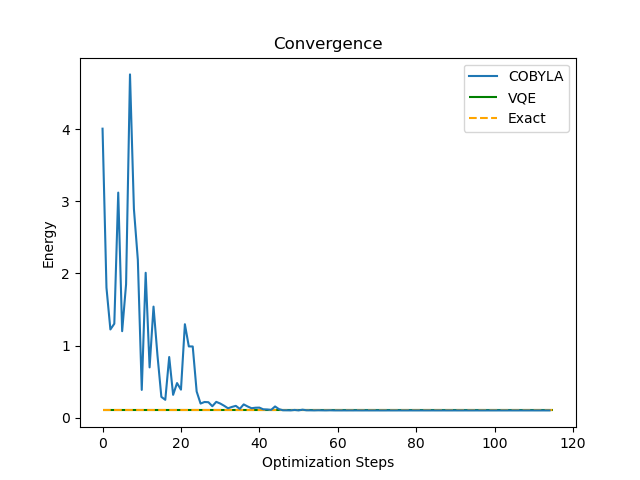 Convergence
COBYLA
VQE
Exact
Energy
4
3
2
1
0
0 20 40 60 80 100 120
Optimization Steps